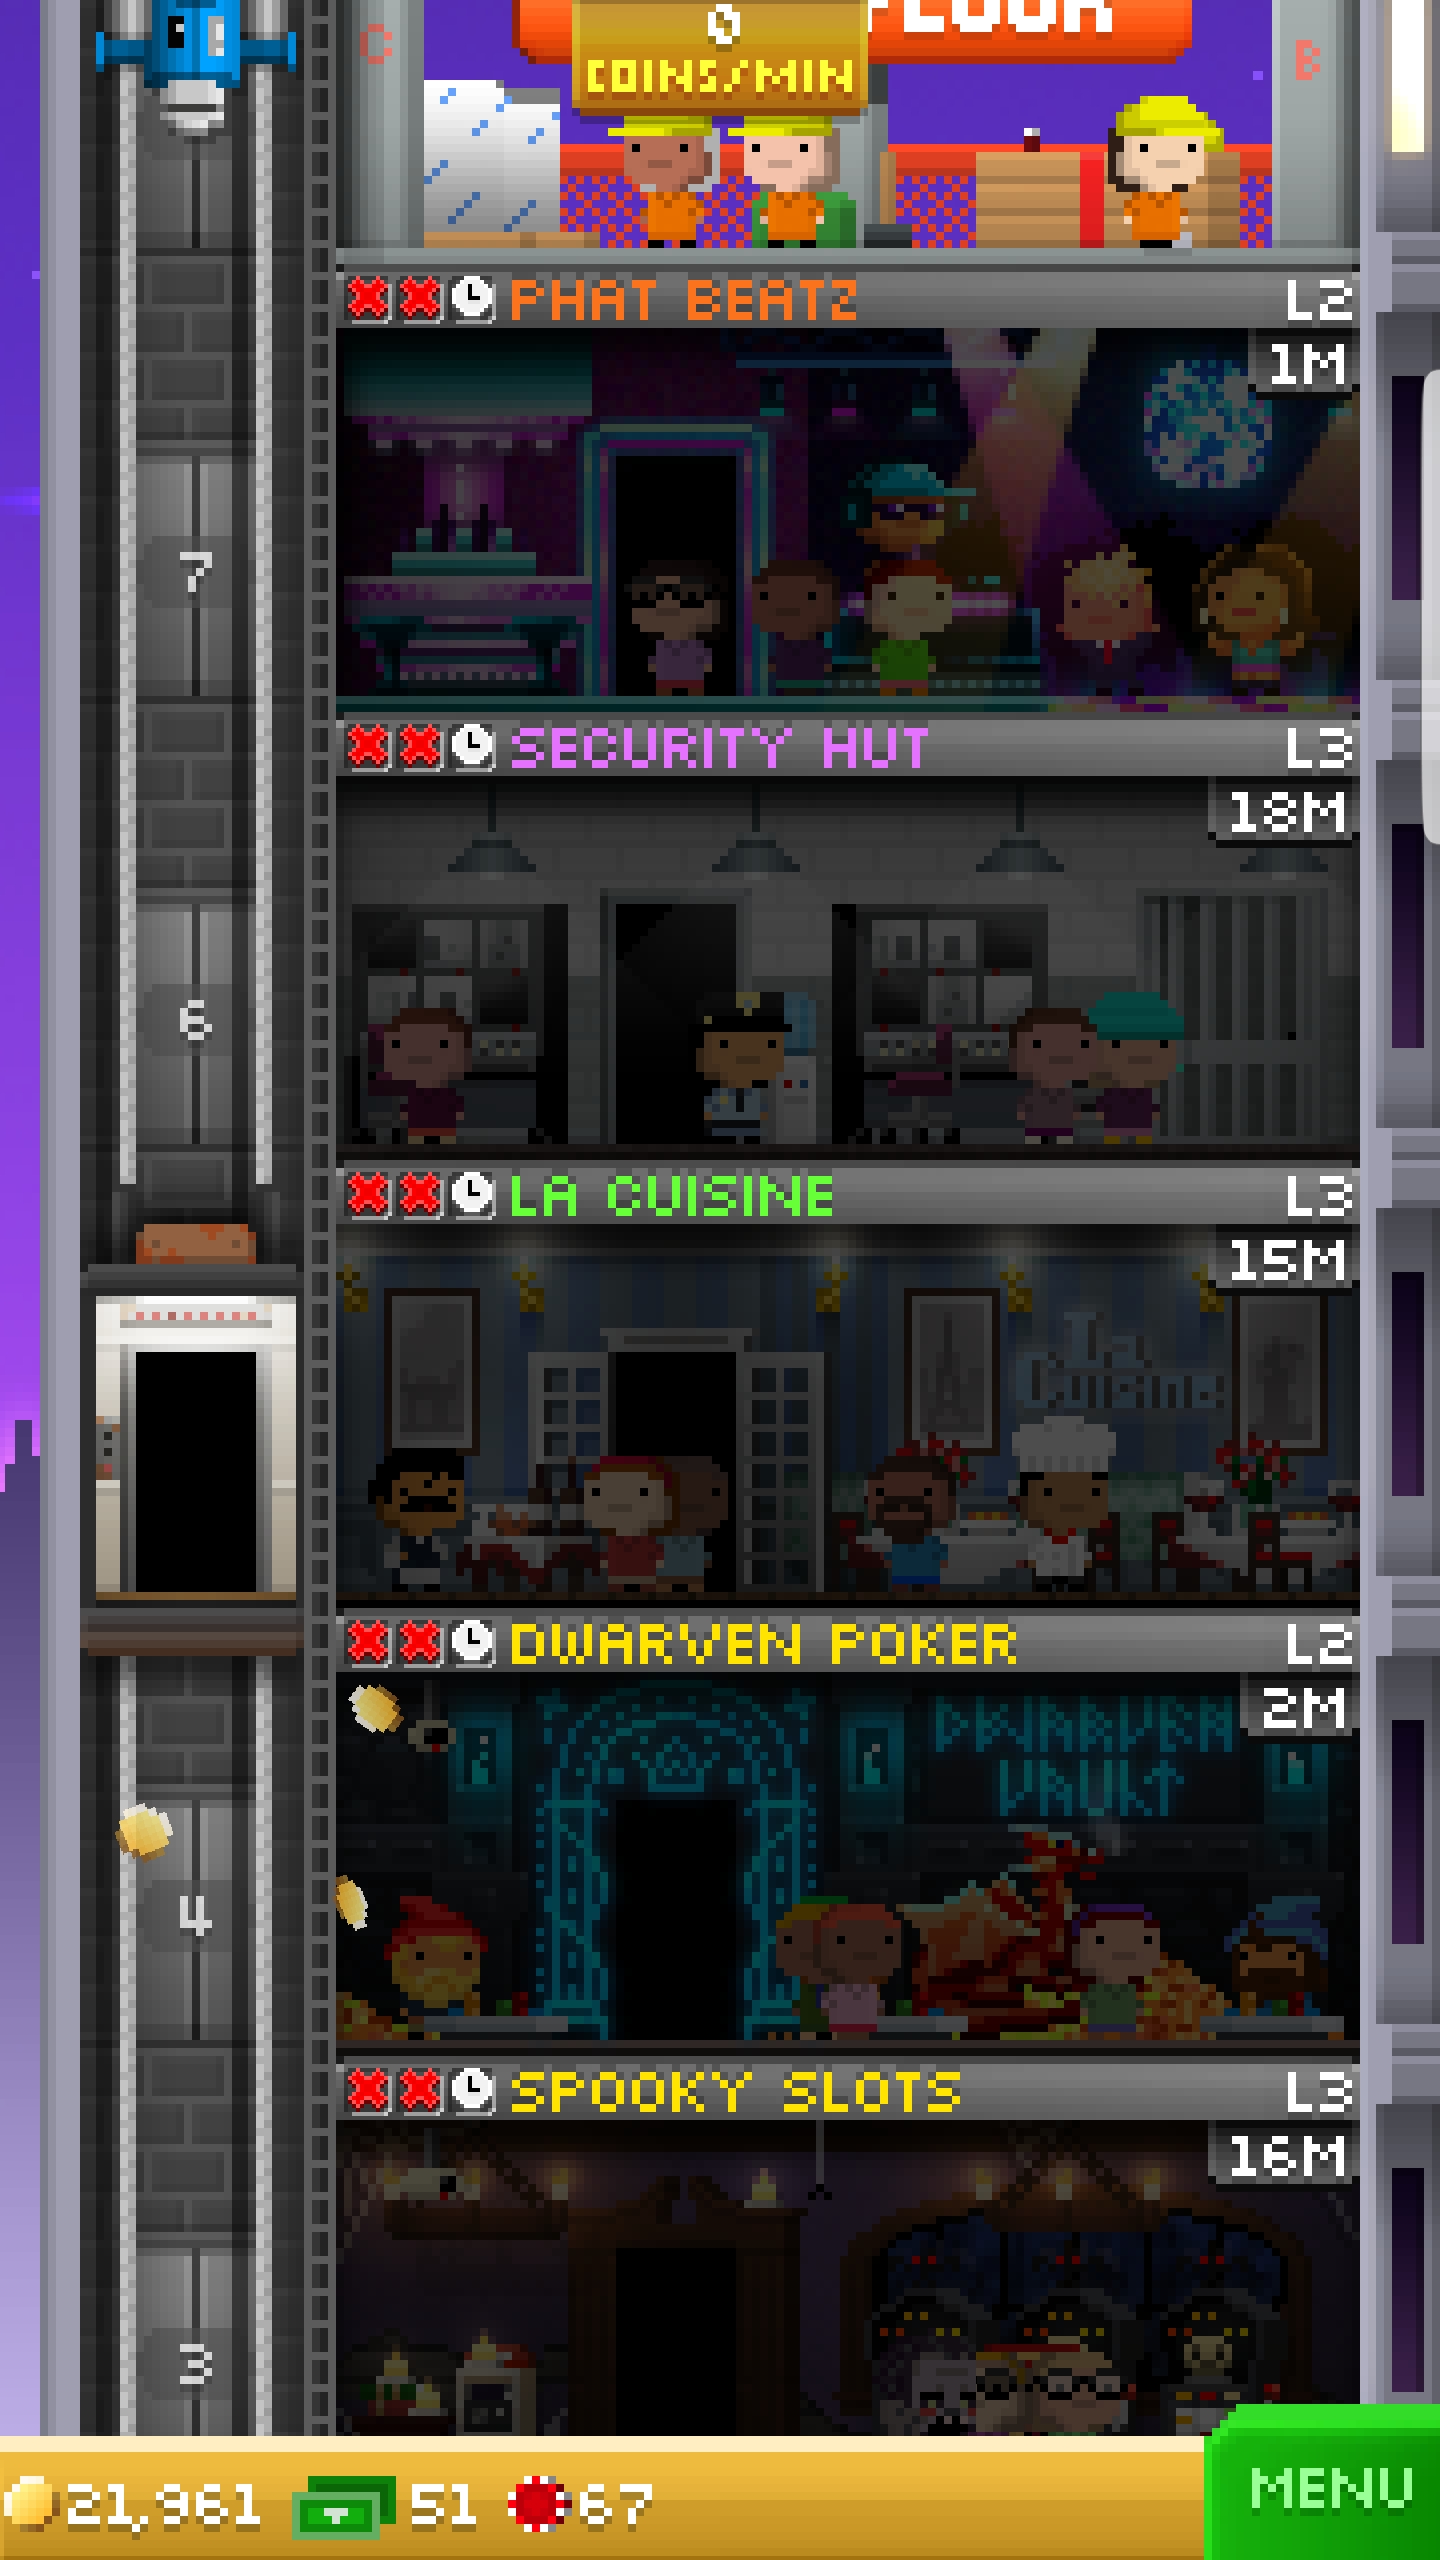 FLOOR
0
COINS/MIN
C
B
PHAT BEATZ L2
1M
7
SECURITY HUT L3
18M
6
LA CUISINE L3
15M
La
Cuisine
DWARVEN POKER L2
2M
DWARVEN
VAULT
4
SPOOKY SLOTS L3
16M
3
21,961 51 67
MENU